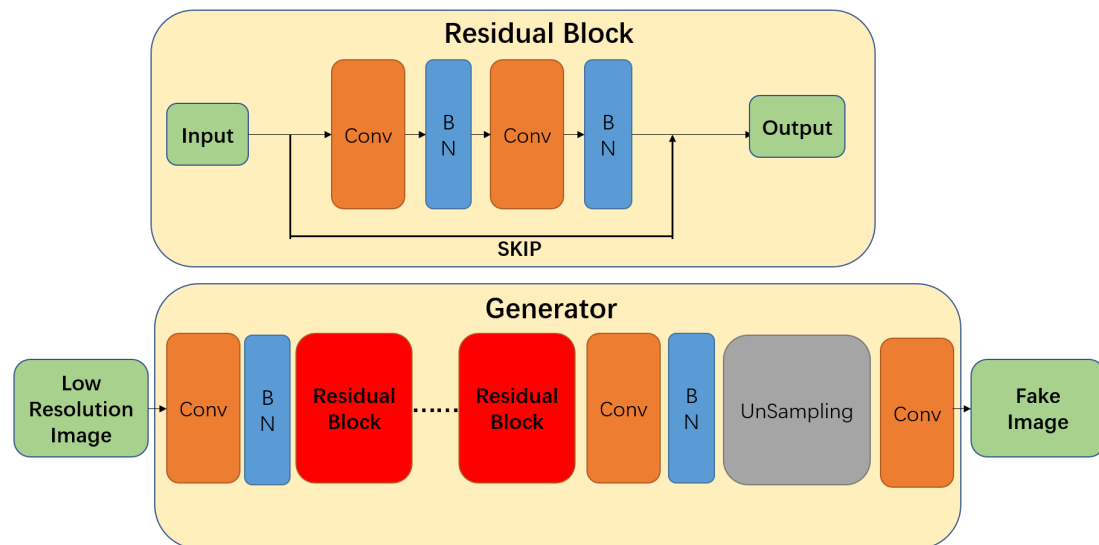 Residual Block
Input
Conv
B
N
Conv
B
N
Output
SKIP
Generator
Low
Resolution
Image
Conv
B
N
Residual
Block
......
Residual
Block
Conv
B
N
UnSampling
Conv
Fake
Image